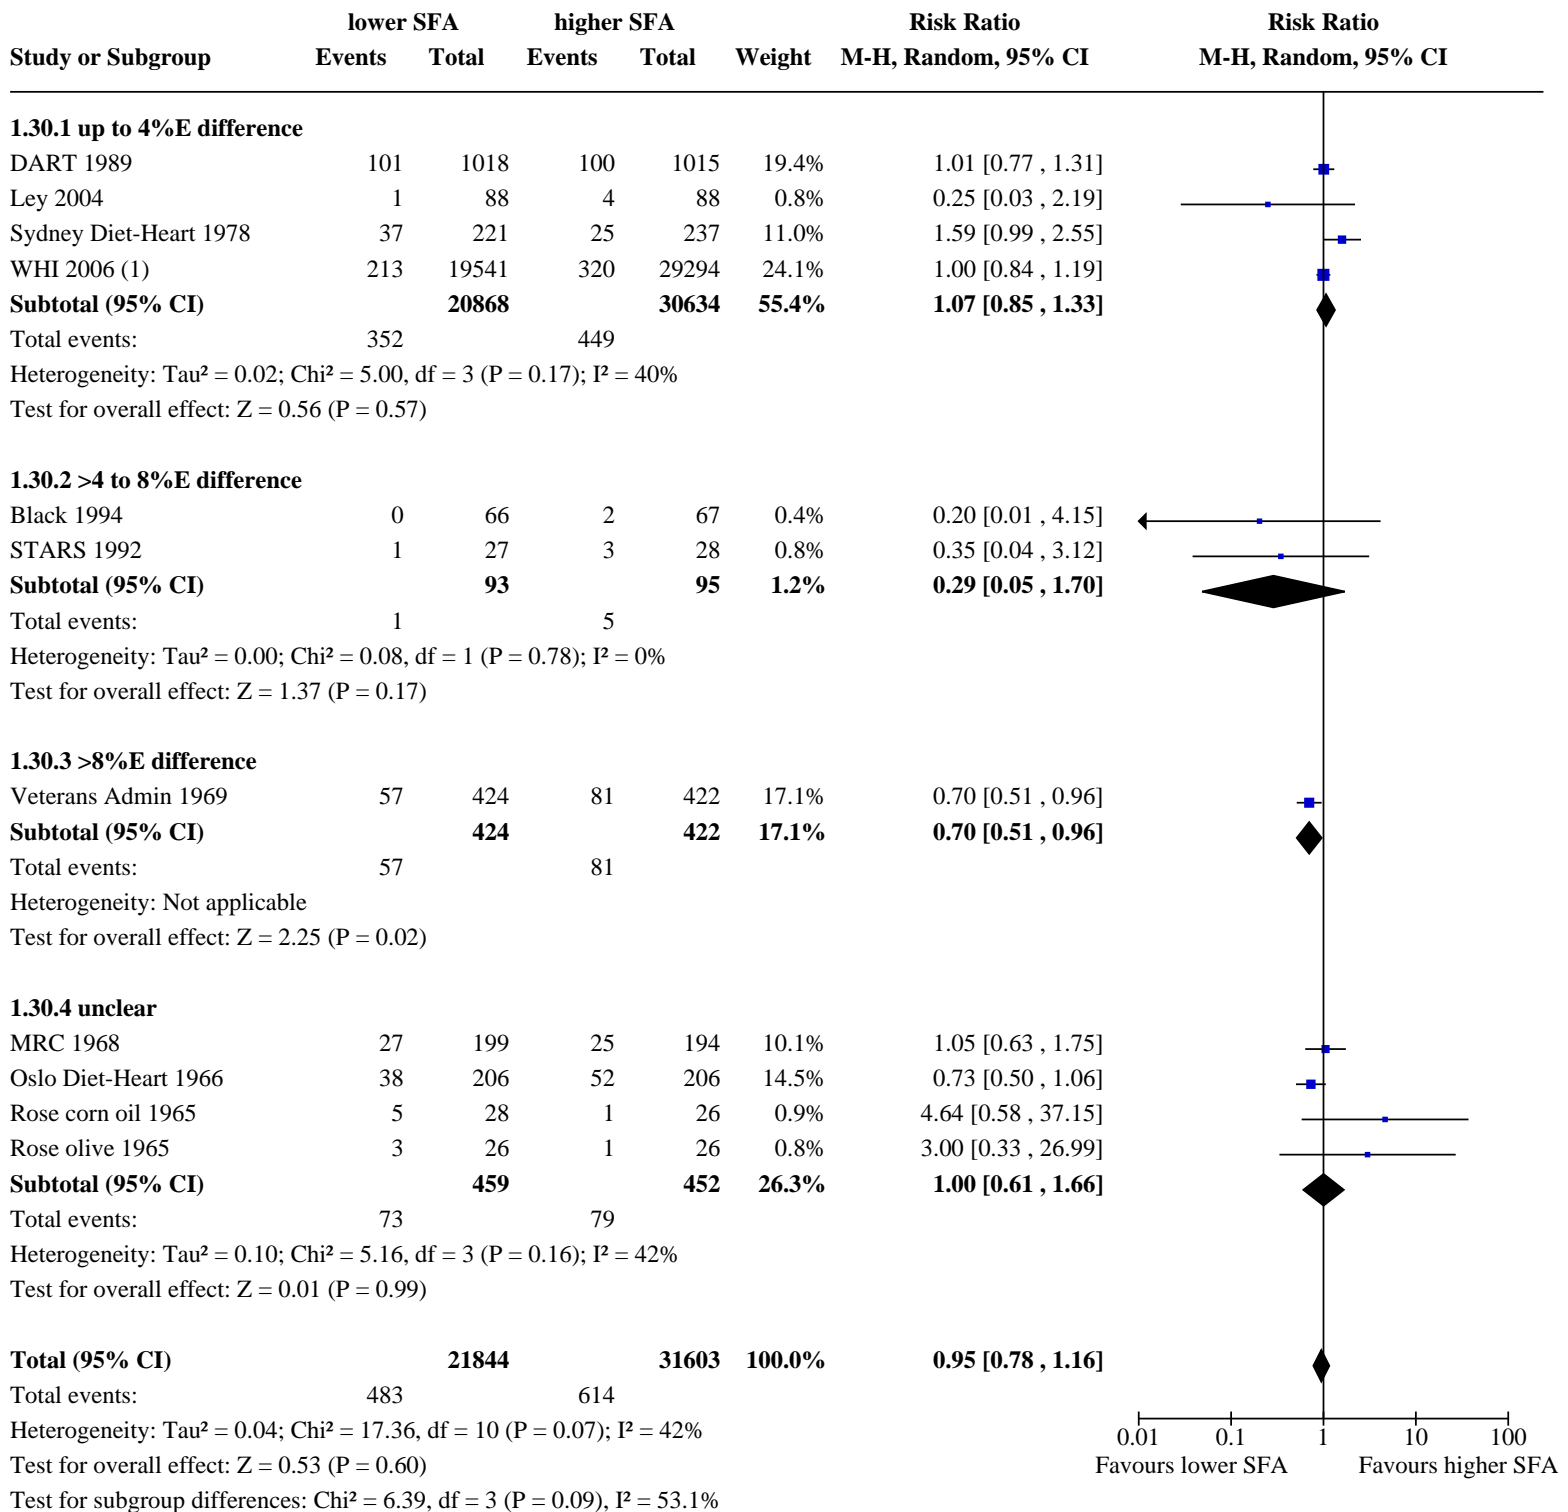 lower SFA higher SFA Risk Ratio Risk Ratio
Study or Subgroup Events Total Events Total Weight M-H, Random, 95% CI M-H, Random, 95% CI
1.30.1 up to 4%E difference
DART 1989 101 1018 100 1015 19.4% 1.01 [0.77 , 1.31]
Ley 2004 1 88 4 88 0.8% 0.25 [0.03 , 2.19]
Sydney Diet-Heart 1978 37 221 25 237 11.0% 1.59 [0.99 , 2.55]
WHI 2006 (1) 213 19541 320 29294 24.1% 1.00 [0.84 , 1.19]
Subtotal (95% CI) 20868 30634 55.4% 1.07 [0.85 , 1.33]
Total events: 352 449
Heterogeneity: Tau² = 0.02; Chi² = 5.00, df = 3 (P = 0.17); I² = 40%
Test for overall effect: Z = 0.56 (P = 0.57)
1.30.2 >4 to 8%E difference
Black 1994 0 66 2 67 0.4% 0.20 [0.01 , 4.15]
STARS 1992 1 27 3 28 0.8% 0.35 [0.04 , 3.12]
Subtotal (95% CI) 93 95 1.2% 0.29 [0.05 , 1.70]
Total events: 1 5
Heterogeneity: Tau² = 0.00; Chi² = 0.08, df = 1 (P = 0.78); I² = 0%
Test for overall effect: Z = 1.37 (P = 0.17)
1.30.3 >8%E difference
Veterans Admin 1969 57 424 81 422 17.1% 0.70 [0.51 , 0.96]
Subtotal (95% CI) 424 422 17.1% 0.70 [0.51 , 0.96]
Total events: 57 81
Heterogeneity: Not applicable
Test for overall effect: Z = 2.25 (P = 0.02)
1.30.4 unclear
MRC 1968 27 199 25 194 10.1% 1.05 [0.63 , 1.75]
Oslo Diet-Heart 1966 38 206 52 206 14.5% 0.73 [0.50 , 1.06]
Rose corn oil 1965 5 28 1 26 0.9% 4.64 [0.58 , 37.15]
Rose olive 1965 3 26 1 26 0.8% 3.00 [0.33 , 26.99]
Subtotal (95% CI) 459 452 26.3% 1.00 [0.61 , 1.66]
Total events: 73 79
Heterogeneity: Tau² = 0.10; Chi² = 5.16, df = 3 (P = 0.16); I² = 42%
Test for overall effect: Z = 0.01 (P = 0.99)
Total (95% CI) 21844 31603 100.0% 0.95 [0.78 , 1.16]
Total events: 483 614
Heterogeneity: Tau² = 0.04; Chi² = 17.36, df = 10 (P = 0.07); I² = 42%
Test for overall effect: Z = 0.53 (P = 0.60)
Test for subgroup differences: Chi² = 6.39, df = 3 (P = 0.09), I² = 53.1%
0.01 0.1 1 10 100
Favours lower SFA Favours higher SFA